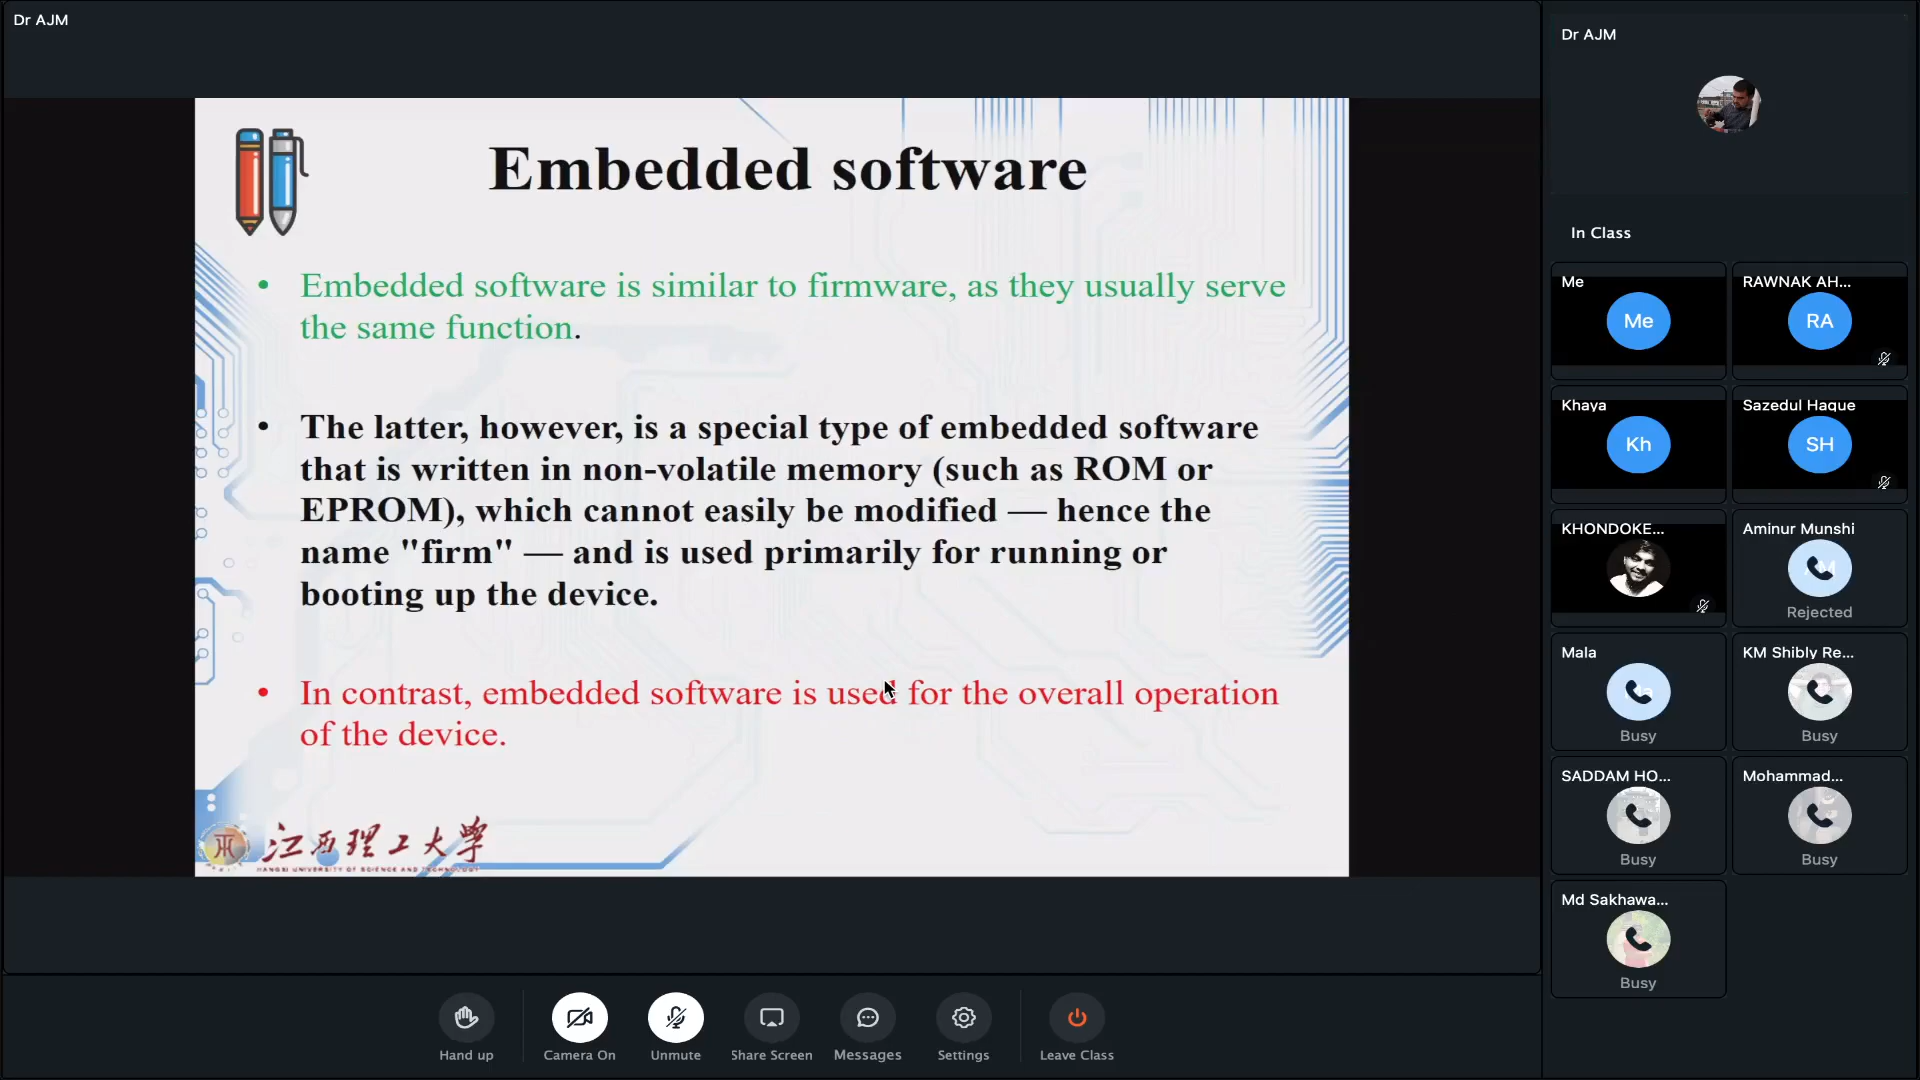 Dr AJM
Embedded software
• Embedded software is similar to firmware, as they usually serve
the same function.
• The latter, however, is a special type of embedded software
that is written in non-volatile memory (such as ROM or
EPROM), which cannot easily be modified — hence the
name "firm" — and is used primarily for running or
booting up the device.
• In contrast, embedded software is used for the overall operation
of the device.
江西理工大学
JIANGXI UNIVERSITY OF SCIENCE AND TECHNOLOGY
Hand up
Camera On
Unmute
Share Screen
Messages
Settings
Leave Class
Dr AJM
In Class
Me
Me
RAWNAK AH...
RA
Khaya
Kh
Sazedul Haque
SH
KHONDOKE...
Aminur Munshi
Rejected
Mala
Busy
KM Shibly Re...
Busy
SADDAM HO...
Busy
Mohammad...
Busy
Md Sakhawa...
Busy